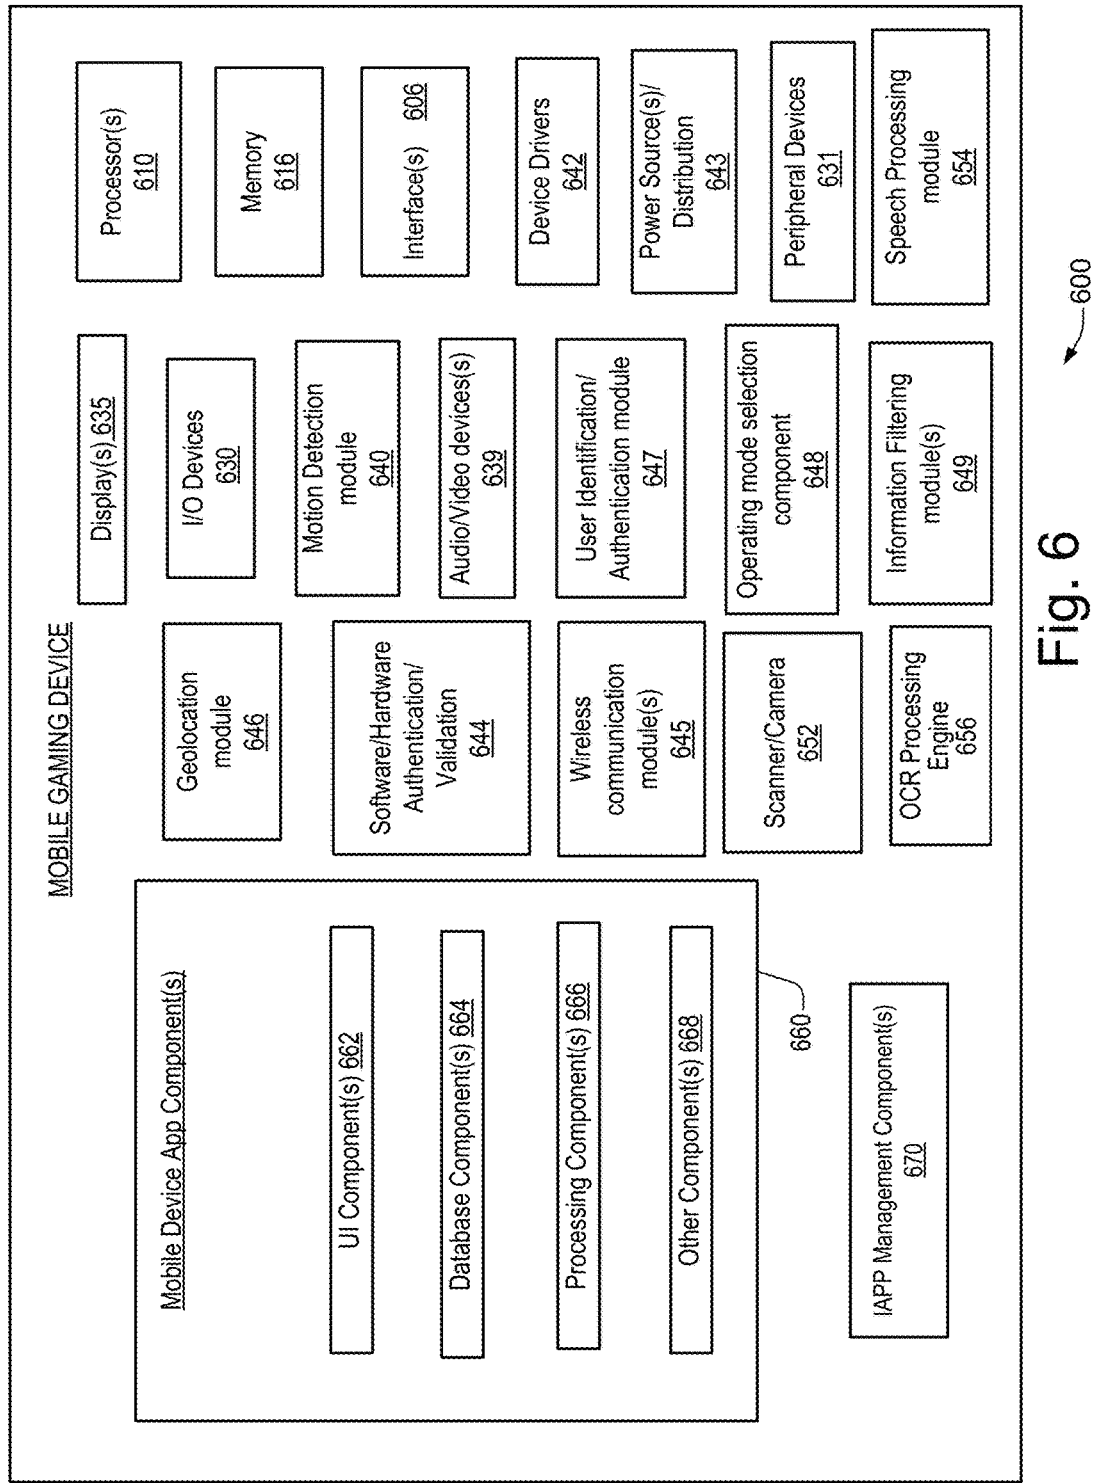 MOBILE GAMING DEVICE
Mobile Device App Component(s)
UI Component(s) 662
Database Component(s) 664
Processing Component(s) 666
Other Component(s) 668
660
IAPP Management Component(s)
670
Geolocation
module
646
Software/Hardware
Authentication/
Validation
644
Wireless
communication
module(s)
645
Scanner/Camera
652
OCR Processing
Engine
656
Display(s) 635
I/O Devices
630
Motion Detection
module
640
Audio/Video devices(s)
639
User Identification/
Authentication module
647
Operating mode selection
component
648
Information Filtering
module(s)
649
Processor(s)
610
Memory
616
Interface(s) 606
Device Drivers
642
Power Source(s)/
Distribution
643
Peripheral Devices
631
Speech Processing
module
654
600
Fig. 6